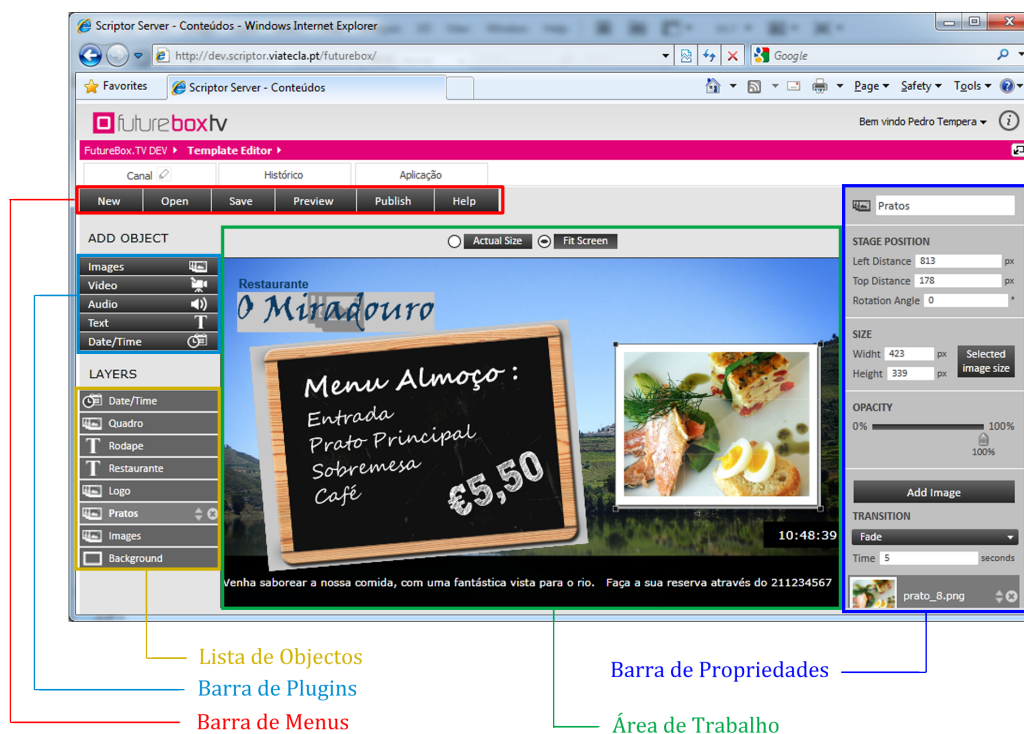 Scriptor Server - Conteúdos - Windows Internet Explorer
http://dev.scriptor.viatecla.pt/futurebox/
Google
Favorites
Scriptor Server - Conteúdos
Page
Safety
Tools
futureboxtv
Bem vindo Pedro Tempera
FutureBox.TV DEV
Template Editor
Canal
Histórico
Aplicação
New
Open
Save
Preview
Publish
Help
ADD OBJECT
Images
Video
Audio
Text
Date/Time
LAYERS
Date/Time
Quadro
Rodape
Restaurante
Logo
Pratos
Images
Background
Actual Size
Fit Screen
Restaurante
O Miradouro
Menu Almoço :
Entrada
Prato Principal
Sobremesa
Café
€5,50
10:48:39
Venha saborear a nossa comida, com uma fantástica vista para o rio. Faça a sua reserva através do 211234567
Pratos
STAGE POSITION
Left Distance 813 px
Top Distance 178 px
Rotation Angle 0 °
SIZE
Widht 423 px
Height 339 px
Selected
image size
OPACITY
0% 100%
100%
Add Image
TRANSITION
Fade
Time 5 seconds
prato_8.png
Lista de Objectos
Barra de Plugins
Barra de Menus
Barra de Propriedades
Área de Trabalho